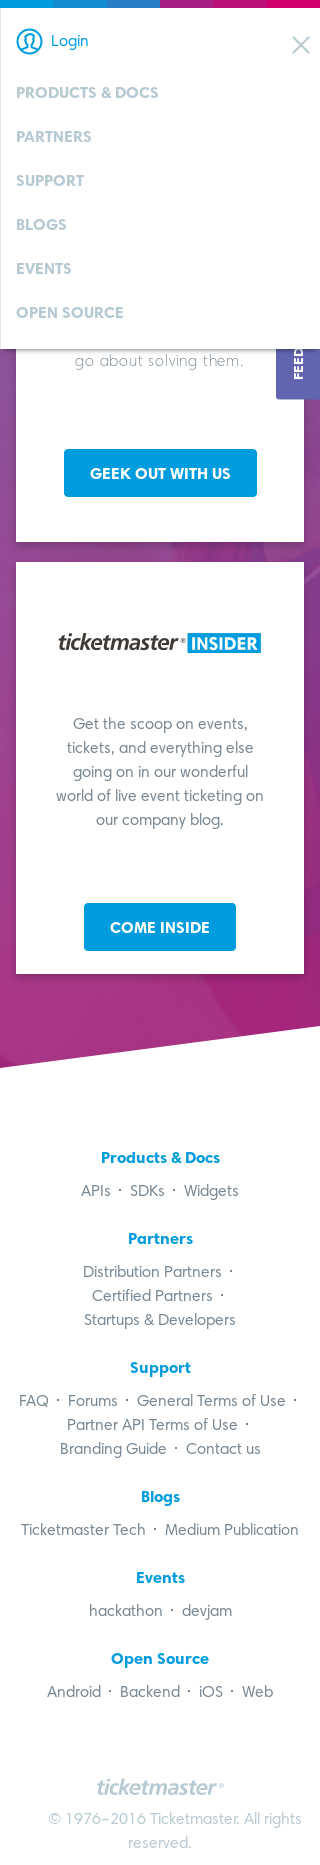 Login
PRODUCTS & DOCS
PARTNERS
SUPPORT
BLOGS
EVENTS
OPEN SOURCE
go about solving them.
GEEK OUT WITH US
ticketmaster® INSIDER
Get the scoop on events,
tickets, and everything else
going on in our wonderful
world of live event ticketing on
our company blog.
COME INSIDE
Products & Docs
APIs · SDKs · Widgets
Partners
Distribution Partners ·
Certified Partners ·
Startups & Developers
Support
FAQ · Forums · General Terms of Use ·
Partner API Terms of Use ·
Branding Guide · Contact us
Blogs
Ticketmaster Tech · Medium Publication
Events
hackathon · devjam
Open Source
Android · Backend · iOS · Web
ticketmaster®
© 1976-2016 Ticketmaster. All rights
reserved.